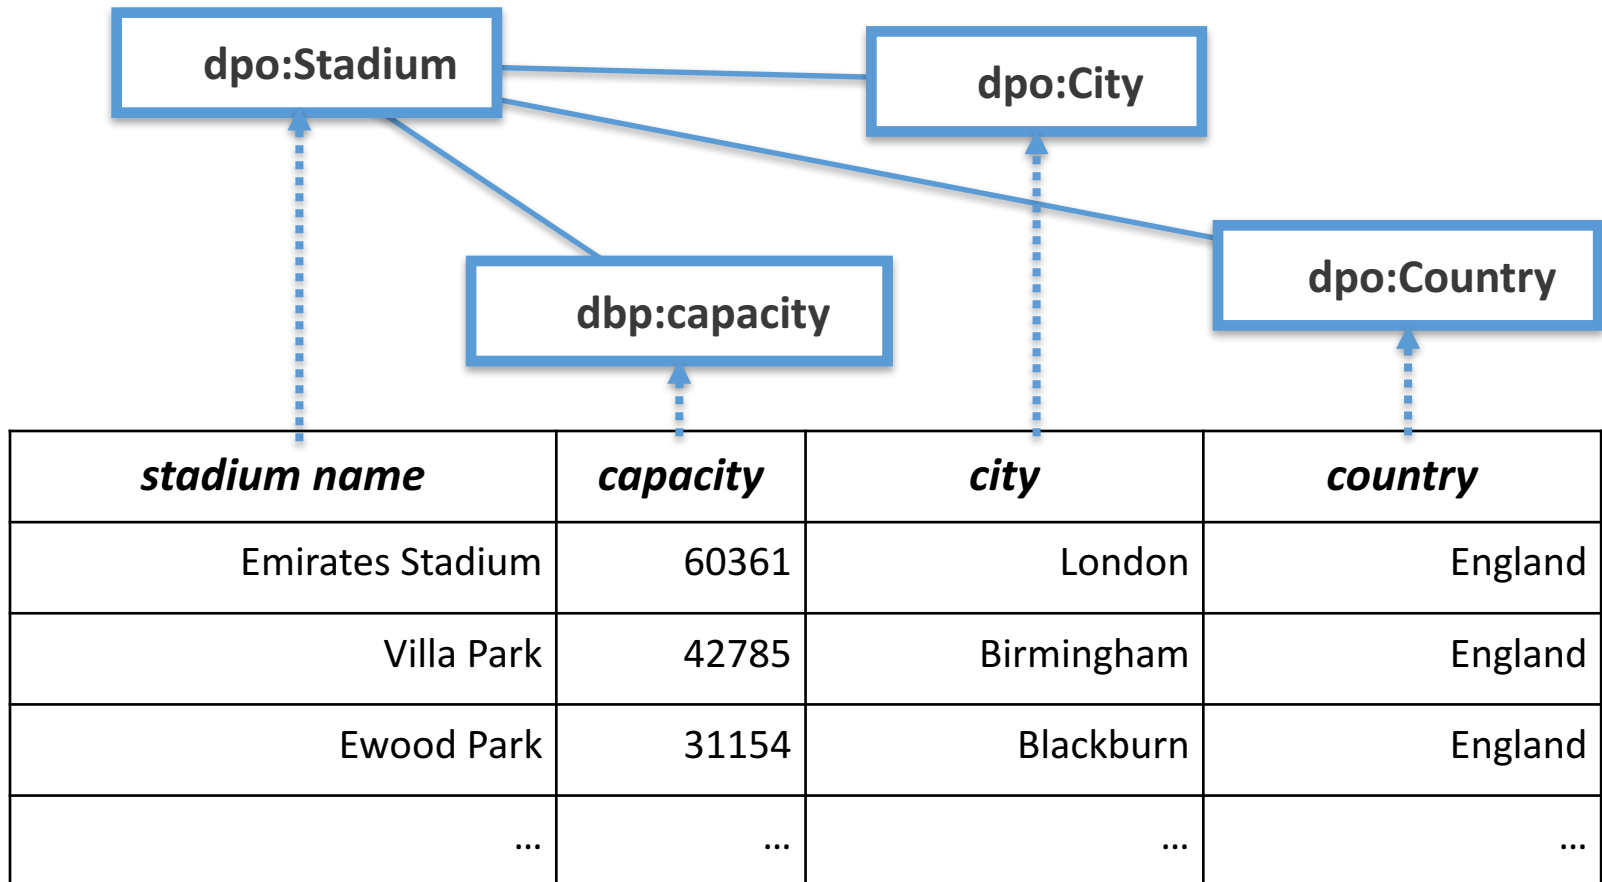 dpo:Stadium
dpo:City
dpo:Country
dbp:capacity
stadium name capacity city country
Emirates Stadium 60361 London England
Villa Park 42785 Birmingham England
Ewood Park 31154 Blackburn England
... ... ... ...